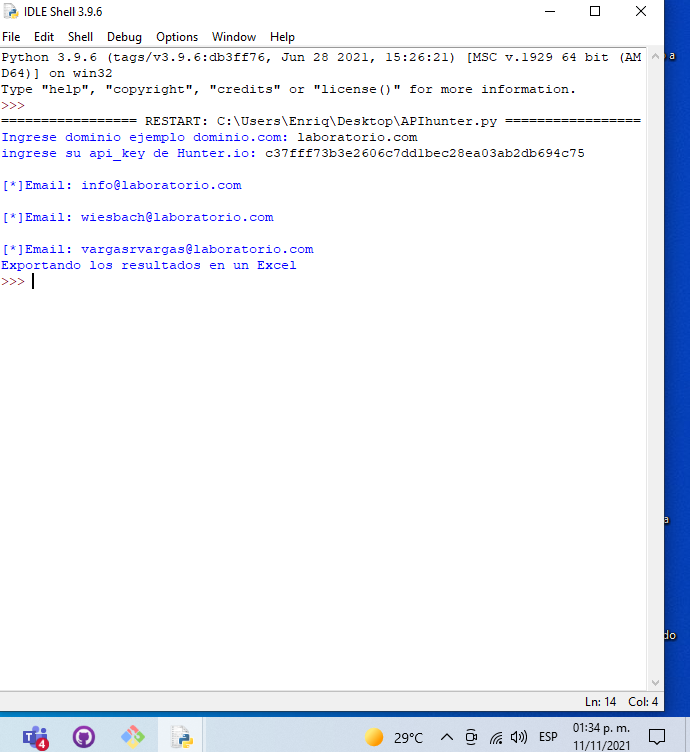 IDLE Shell 3.9.6
File Edit Shell Debug Options Window Help
Python 3.9.6 (tags/v3.9.6:db3ff76, Jun 28 2021, 15:26:21) [MSC v.1929 64 bit (AM
D64)] on win32
Type "help", "copyright", "credits" or "license()" for more information.
>>>
================= RESTART: C:\Users\Enriq\Desktop\APIhunter.py =================
Ingrese dominio ejemplo dominio.com: laboratorio.com
ingrese su api_key de Hunter.io: c37fff73b3e2606c7dd1bec28ea03ab2db694c75
[*]Email: info@laboratorio.com
[*]Email: wiesbach@laboratorio.com
[*]Email: vargasrvargas@laboratorio.com
Exportando los resultados en un Excel
>>>
a
a
do
Ln: 14 Col: 4
4
29°C ESP
01:34 p. m.
11/11/2021